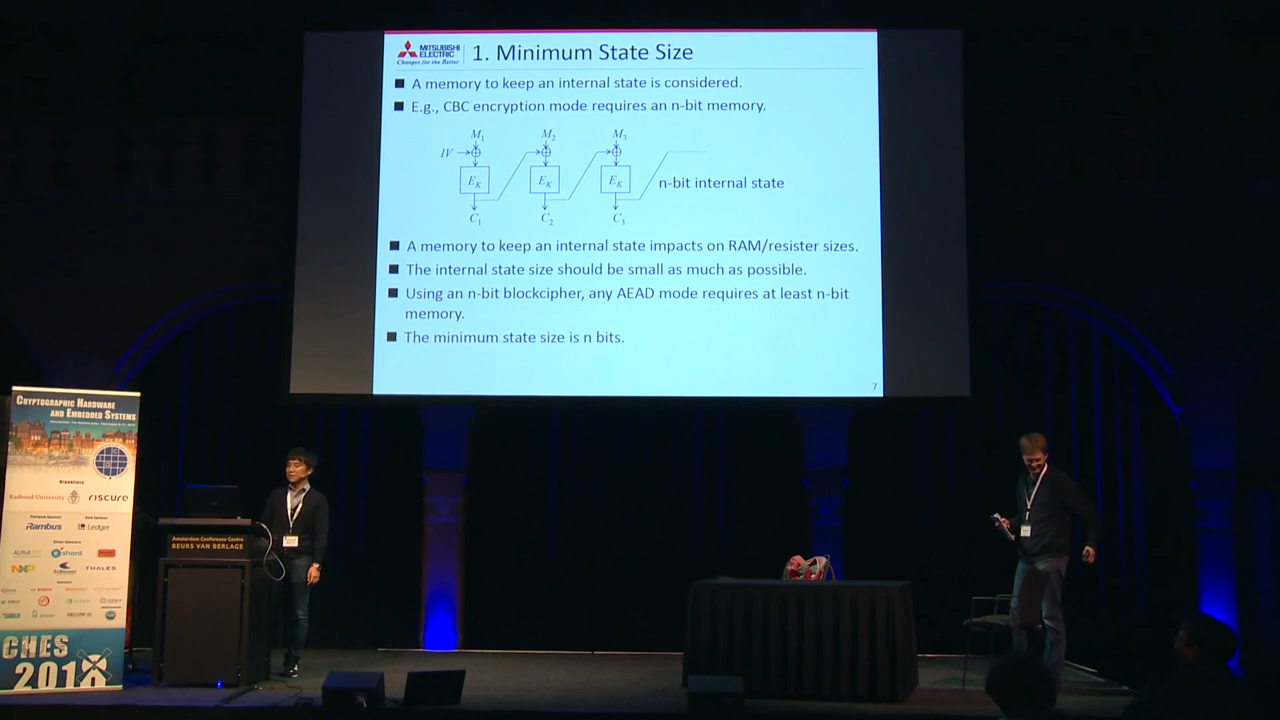 MITSUBISHI
ELECTRIC
Changes for the Better
1. Minimum State Size
A memory to keep an internal state is considered.
E.g., CBC encryption mode requires an n-bit memory.
M1 M2 M3
IV
EK EK EK
n-bit internal state
C1 C2 C3
A memory to keep an internal state impacts on RAM/resister sizes.
The internal state size should be small as much as possible.
Using an n-bit blockcipher, any AEAD mode requires at least n-bit
memory.
The minimum state size is n bits.
7
CRYPTOGRAPHIC HARDWARE
AND EMBEDDED SYSTEMS
Organizers
Radboud University
riscure
Rambus
Ledger
NXP
THALES
CHES
2018
Amsterdam Conference Centre
BEURS VAN BERLAGE